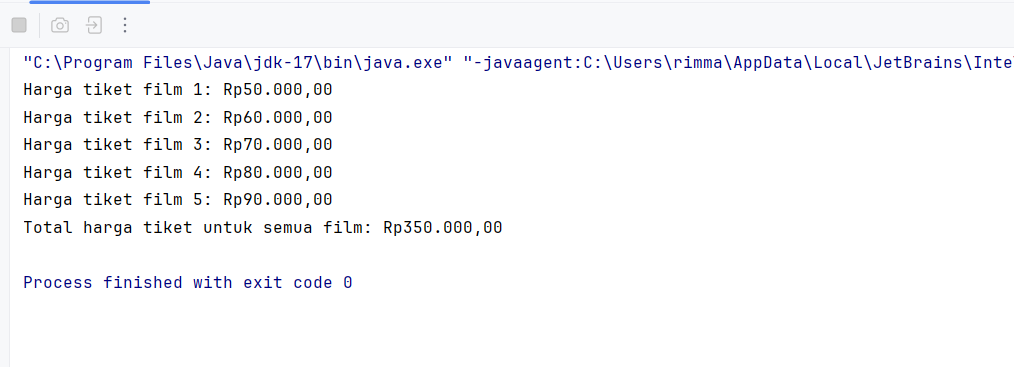 "C:\Program Files\Java\jdk-17\bin\java.exe" "-javaagent:C:\Users\rimma\AppData\Local\JetBrains\Inte
Harga tiket film 1: Rp50.000,00
Harga tiket film 2: Rp60.000,00
Harga tiket film 3: Rp70.000,00
Harga tiket film 4: Rp80.000,00
Harga tiket film 5: Rp90.000,00
Total harga tiket untuk semua film: Rp350.000,00
Process finished with exit code 0